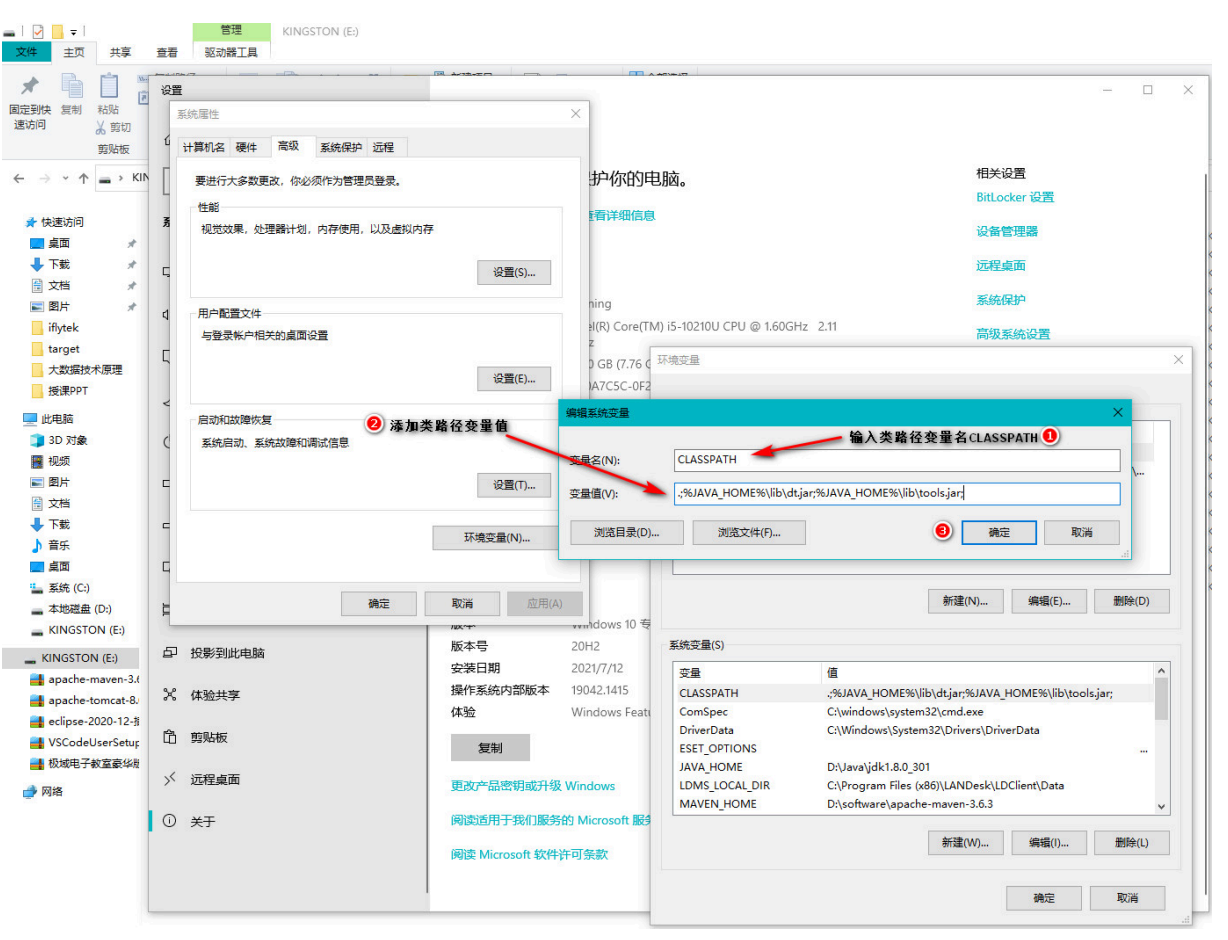 管理
KINGSTON (E:)
文件
主页
共享
查看
驱动器工具
固定到快速访问
复制
粘贴
剪切
剪贴板
KIN
快速访问
桌面
下载
文档
图片
iflytek
target
大数据技术原理
授课PPT
此电脑
3D 对象
视频
图片
文档
下载
音乐
桌面
系统 (C:)
本地磁盘 (D:)
KINGSTON (E:)
KINGSTON (E:)
apache-maven-3.6
apache-tomcat-8.
eclipse-2020-12-
VSCodeUserSetup
极域电子教室豪华版
网络
设置
系统属性
计算机名
硬件
高级
系统保护
远程
要进行大多数更改，你必须作为管理员登录。
性能
视觉效果，处理器计划，内存使用，以及虚拟内存
设置(S)...
用户配置文件
与登录帐户相关的桌面设置
设置(E)...
启动和故障恢复
系统启动、系统故障和调试信息
设置(T)...
环境变量(N)...
确定
取消
应用(A)
2 添加类路径变量值
护你的电脑。
查看详细信息
ning
el(R) Core(TM) i5-10210U CPU @ 1.60GHz 2.11
z
0 GB (7.76 G
0A7C5C-0F2
相关设置
BitLocker 设置
设备管理器
远程桌面
系统保护
高级系统设置
环境变量
编辑系统变量
输入类路径变量名CLASSPATH 1
变量名(N):
CLASSPATH
变量值(V):
.;%JAVA_HOME%\lib\dt.jar;%JAVA_HOME%\lib\tools.jar;
浏览目录(D)...
浏览文件(F)...
3
确定
取消
新建(N)...
编辑(E)...
删除(D)
系统变量(S)
变量
值
CLASSPATH
.;%JAVA_HOME%\lib\dt.jar;%JAVA_HOME%\lib\tools.jar;
ComSpec
C:\windows\system32\cmd.exe
DriverData
C:\Windows\System32\Drivers\DriverData
ESET_OPTIONS
...
JAVA_HOME
D:\Java\jdk1.8.0_301
LDMS_LOCAL_DIR
C:\Program Files (x86)\LANDesk\LDClient\Data
MAVEN_HOME
D:\software\apache-maven-3.6.3
新建(W)...
编辑(I)...
删除(L)
确定
取消
投影到此电脑
体验共享
剪贴板
远程桌面
关于
版本
Windows 10 专
版本号
20H2
安装日期
2021/7/12
操作系统内部版本
19042.1415
体验
Windows Featu
复制
更改产品密钥或升级 Windows
阅读适用于我们服务的 Microsoft 服务
阅读 Microsoft 软件许可条款